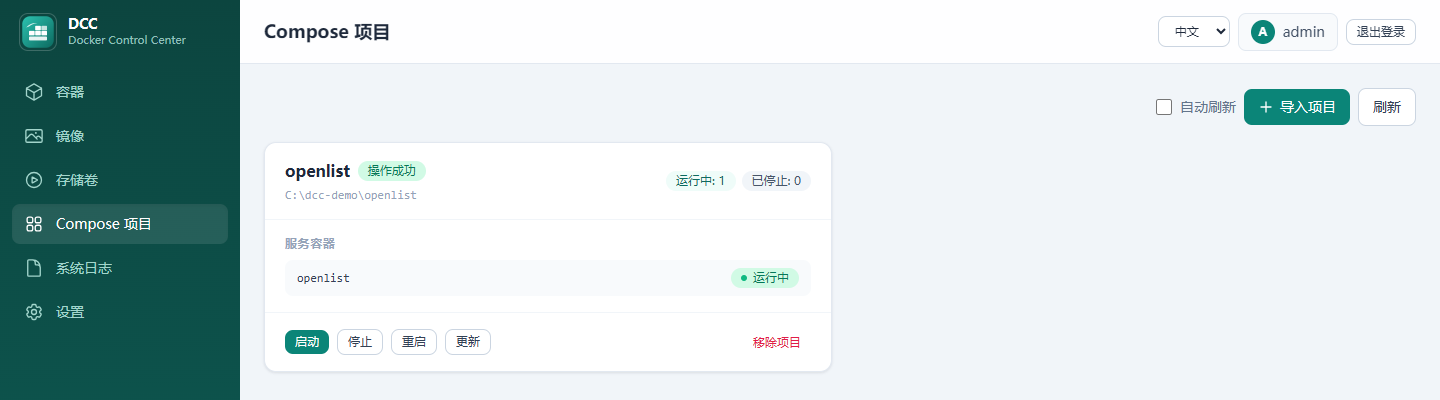 DCC
Docker Control Center
容器
镜像
存储卷
Compose 项目
系统日志
设置
Compose 项目
中文
A admin
退出登录
自动刷新
+ 导入项目
刷新
openlist 操作成功
C:\dcc-demo\openlist
运行中: 1 已停止: 0
服务容器
openlist 运行中
启动 停止 重启 更新 移除项目